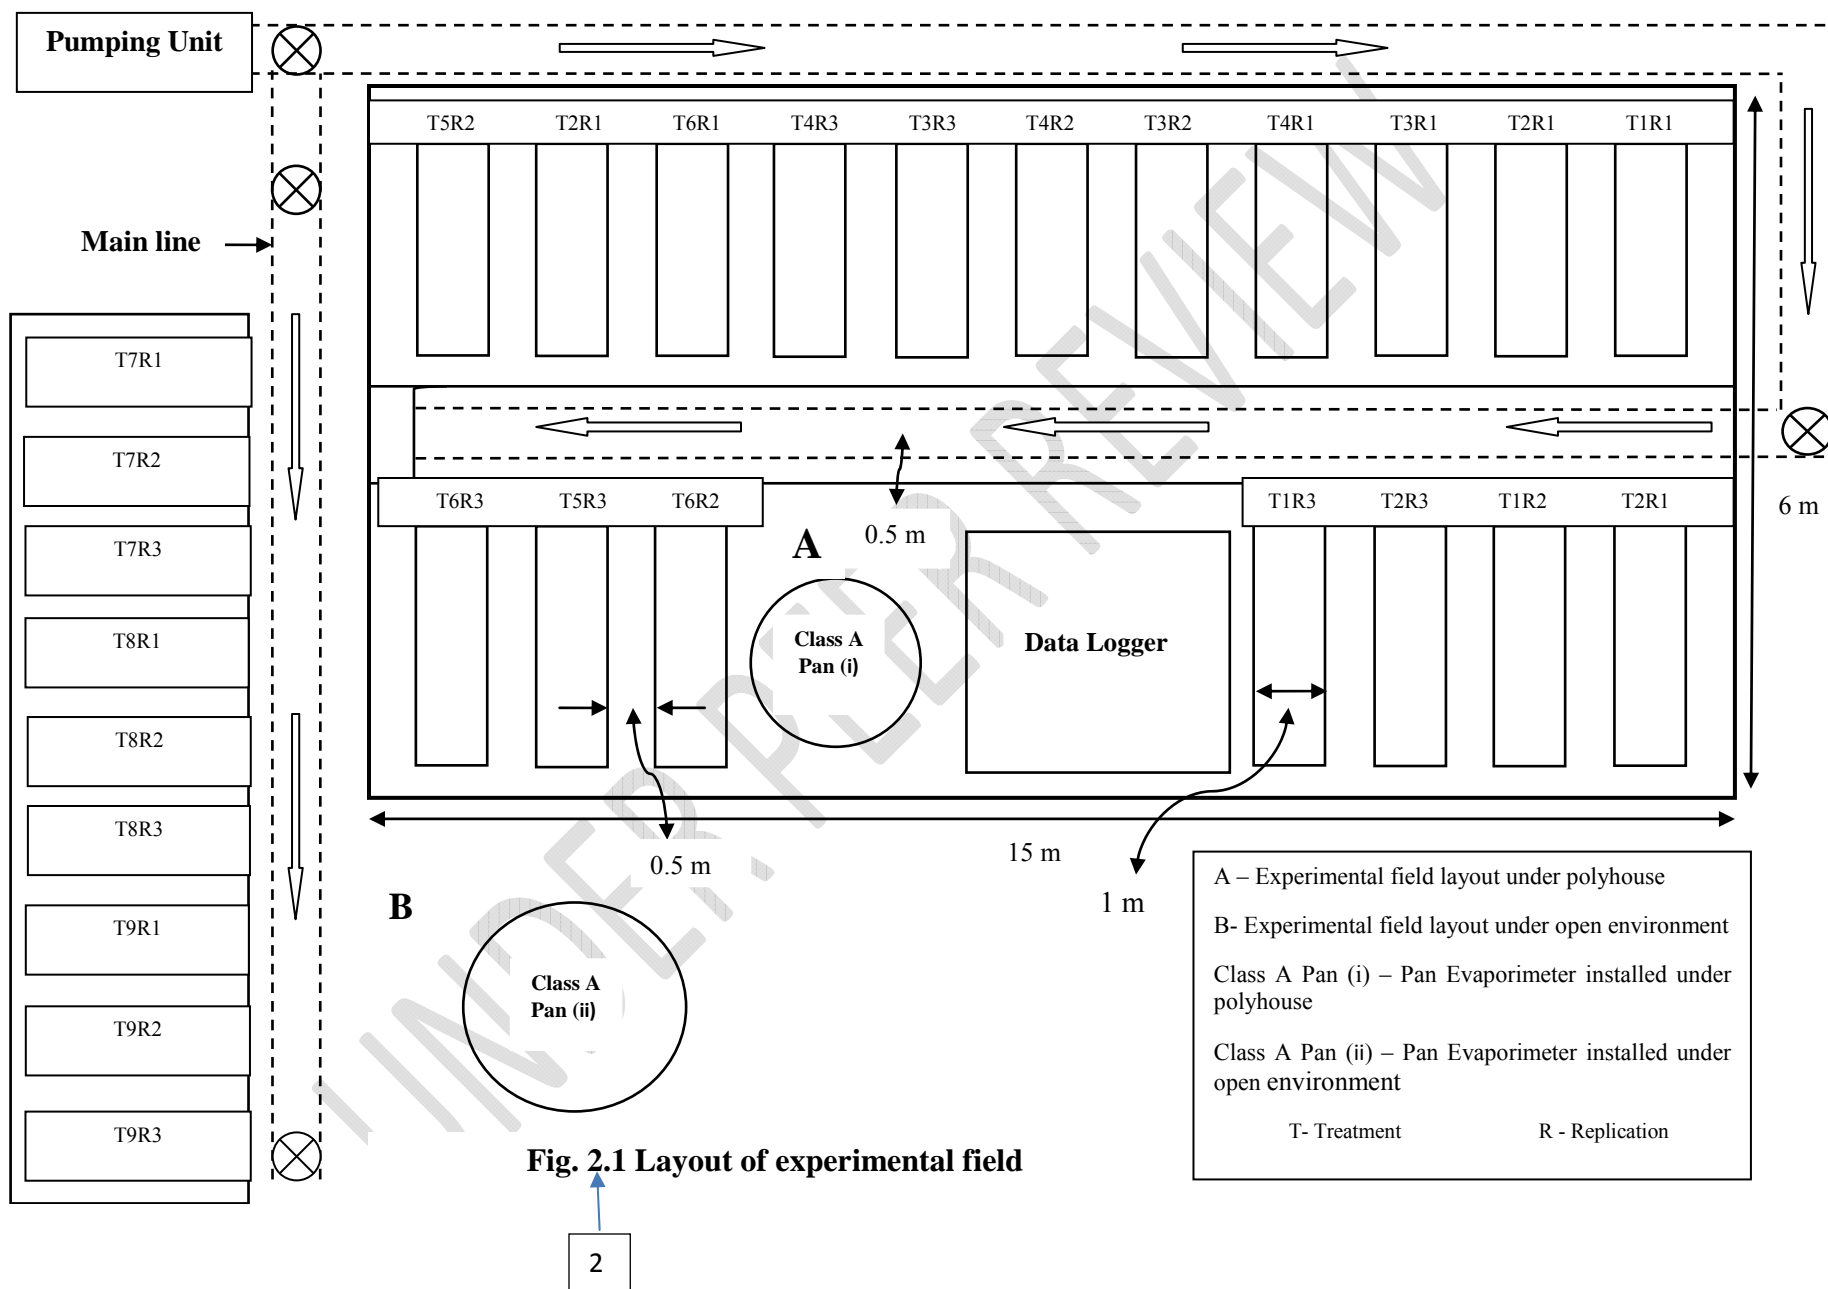 Pumping Unit
T5R2 T2R1 T6R1 T4R3 T3R3 T4R2 T3R2 T4R1 T3R1 T2R1 T1R1
Main line
T7R1
T7R2
T7R3
T8R1
T8R2
T8R3
T9R1
T9R2
T9R3
T6R3 T5R3 T6R2 T1R3 T2R3 T1R2 T2R1
6 m
A
0.5 m
Class A
Pan (i)
Data Logger
0.5 m
15 m
1 m
B
Class A
Pan (ii)
A – Experimental field layout under polyhouse
B- Experimental field layout under open environment
Class A Pan (i) – Pan Evaporimeter installed under
polyhouse
Class A Pan (ii) – Pan Evaporimeter installed under
open environment
T- Treatment R - Replication
Fig. 2.1 Layout of experimental field
2
UNDER PEER REVIEW